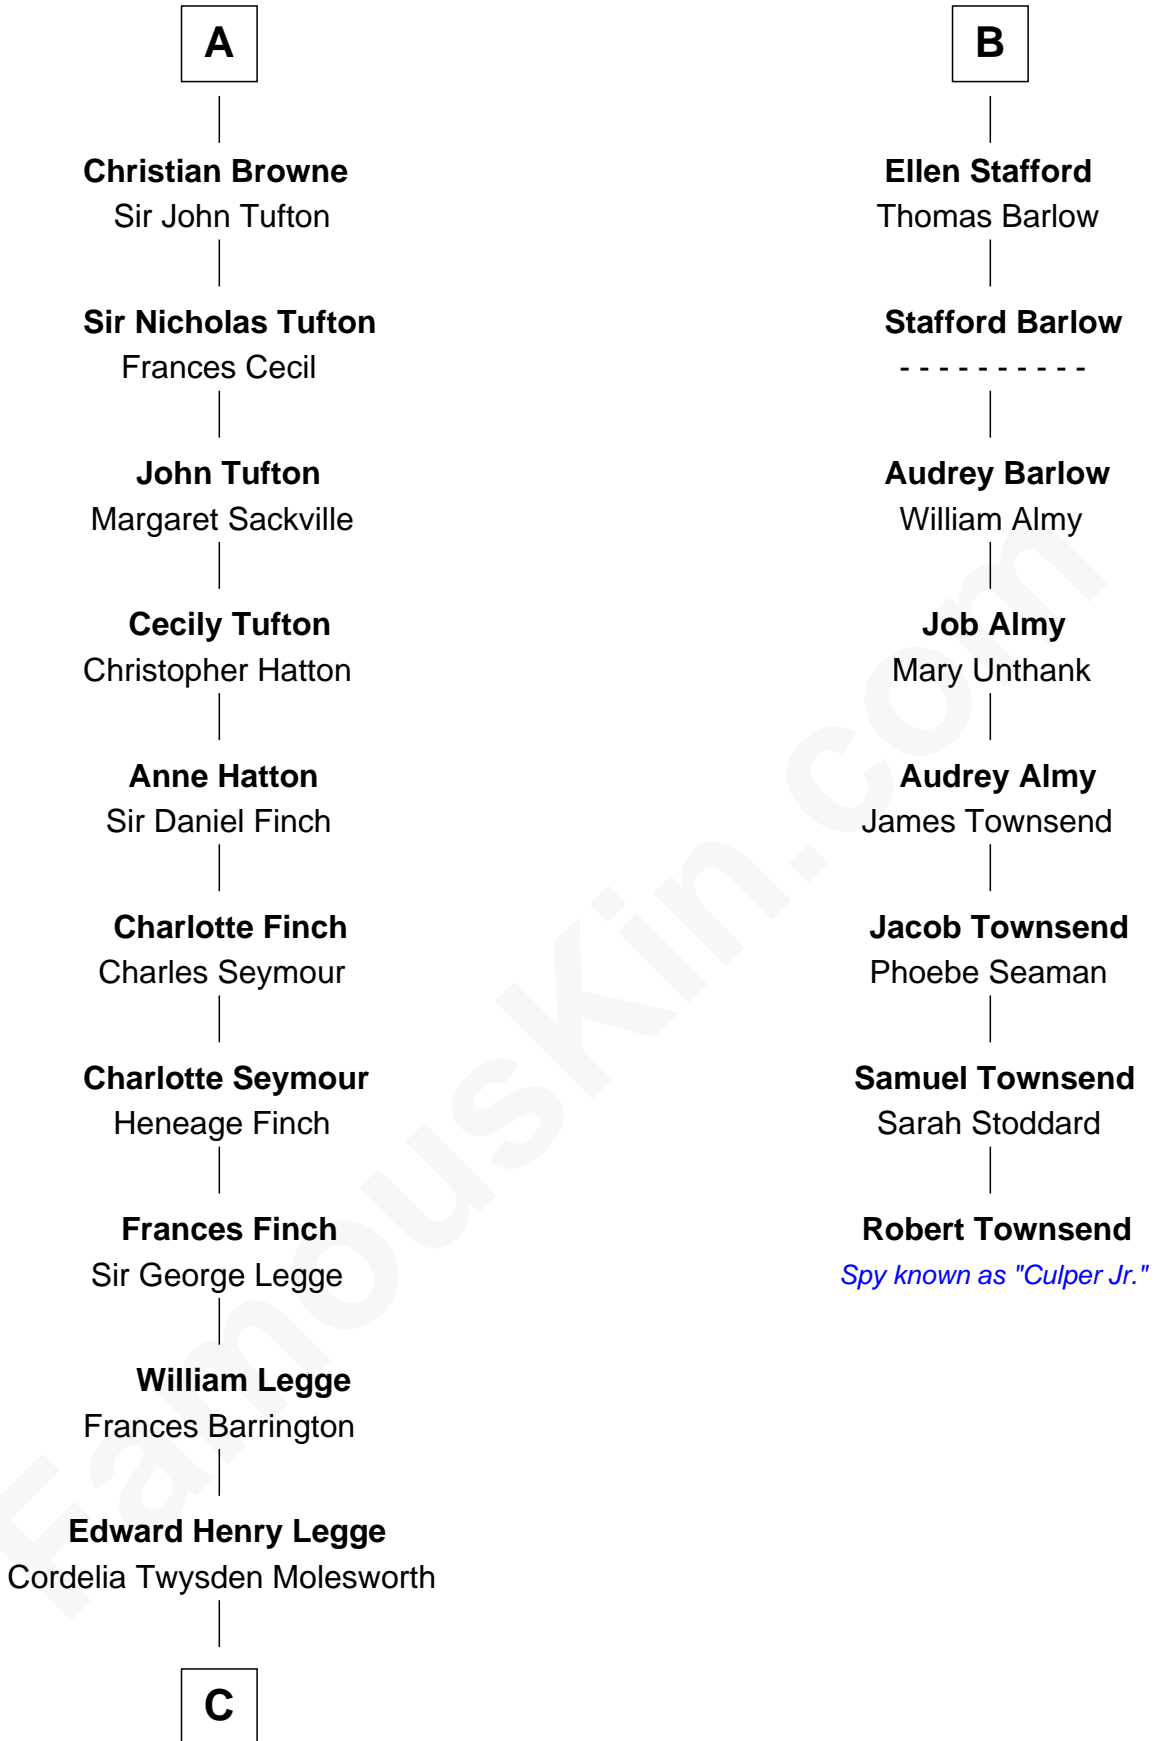 A
Christian Browne
Sir John Tufton
Sir Nicholas Tufton
Frances Cecil
John Tufton
Margaret Sackville
Cecily Tufton
Christopher Hatton
Anne Hatton
Sir Daniel Finch
Charlotte Finch
Charles Seymour
Charlotte Seymour
Heneage Finch
Frances Finch
Sir George Legge
William Legge
Frances Barrington
Edward Henry Legge
Cordelia Twysden Molesworth
C
B
Ellen Stafford
Thomas Barlow
Stafford Barlow
- - - - - - - - - -
Audrey Barlow
William Almy
Job Almy
Mary Unthank
Audrey Almy
James Townsend
Jacob Townsend
Phoebe Seaman
Samuel Townsend
Sarah Stoddard
Robert Townsend
Spy known as "Culper Jr."
FamousKin.com